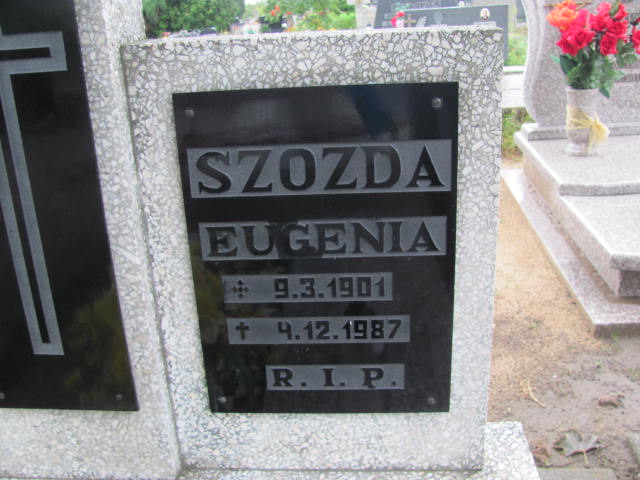 SZOZDA
EUGENIA
9.3.1901
† 4.12.1987
R. I. P.